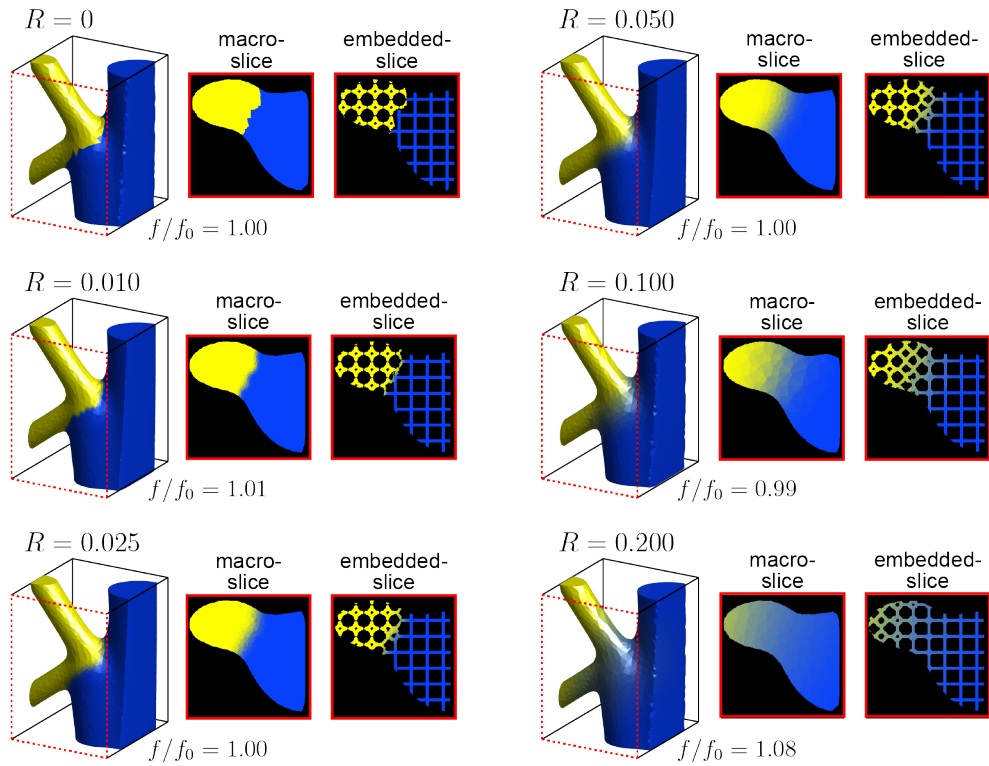 R = 0
macro-
slice
embedded-
slice
f/f₀ = 1.00
R = 0.050
macro-
slice
embedded-
slice
f/f₀ = 1.00
R = 0.010
macro-
slice
embedded-
slice
f/f₀ = 1.01
R = 0.100
macro-
slice
embedded-
slice
f/f₀ = 0.99
R = 0.025
macro-
slice
embedded-
slice
f/f₀ = 1.00
R = 0.200
macro-
slice
embedded-
slice
f/f₀ = 1.08